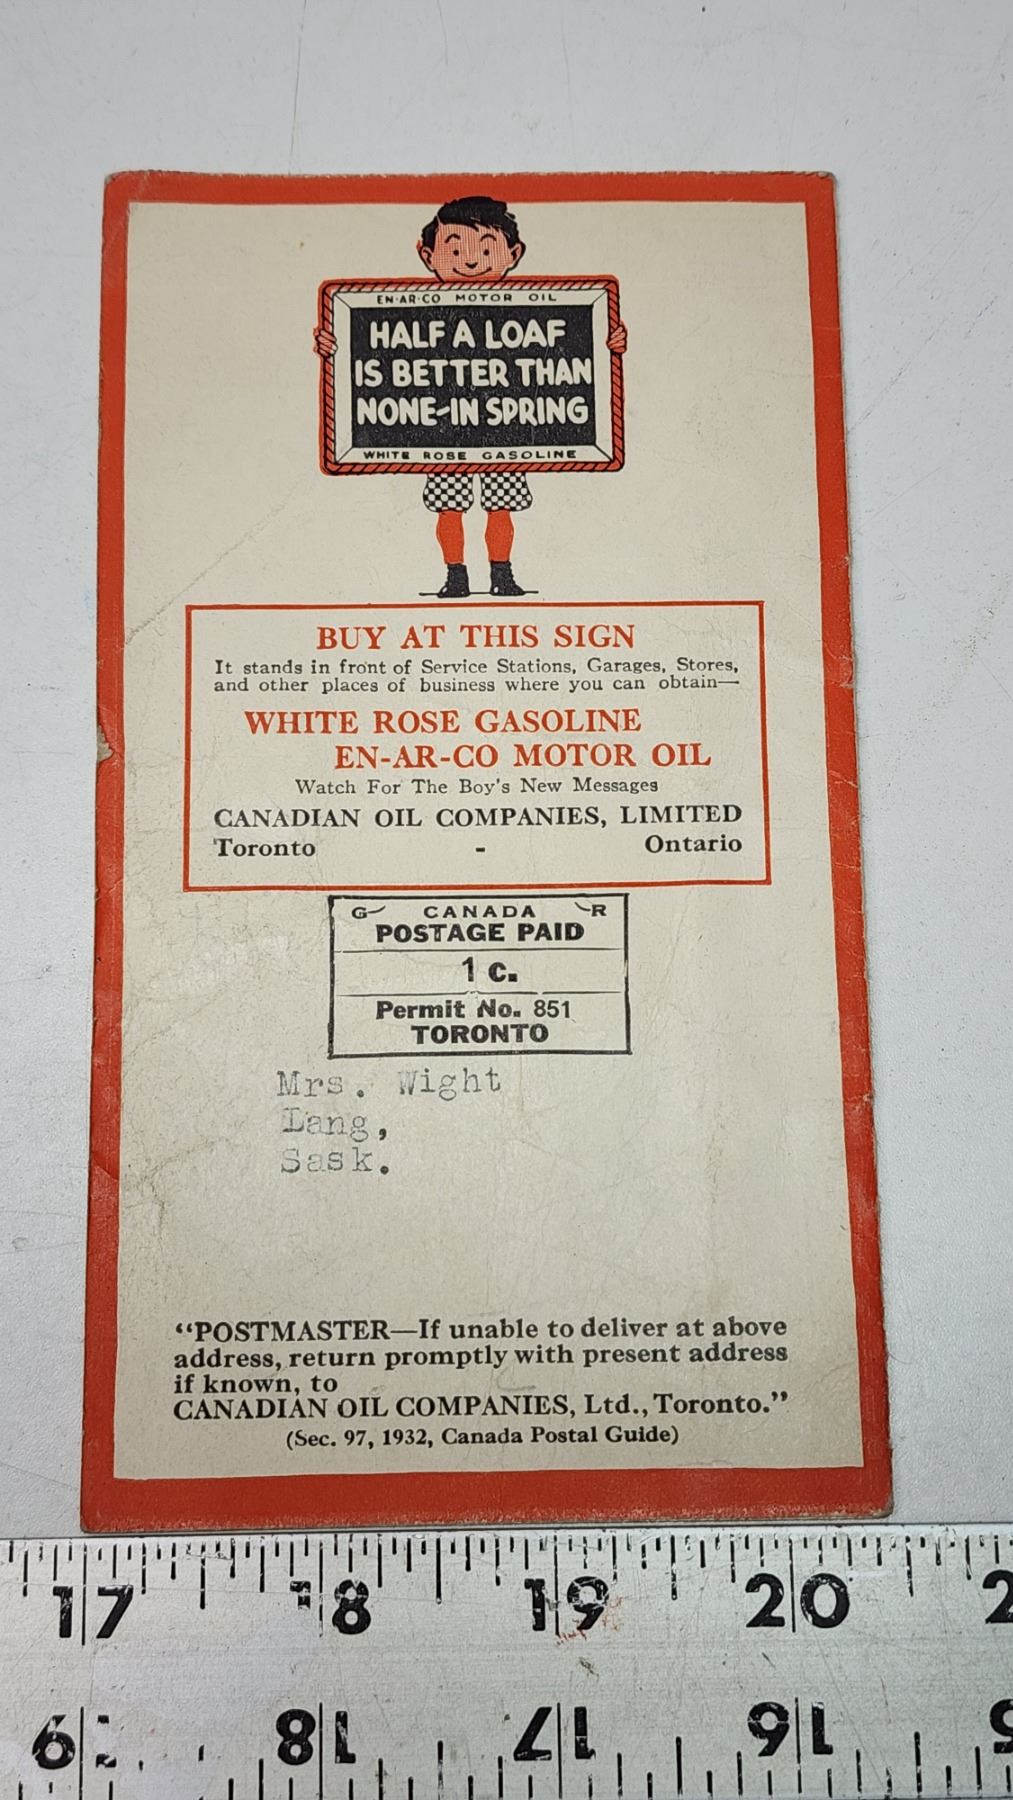 EN-AR-CO MOTOR OIL
HALF A LOAF
IS BETTER THAN
NONE-IN SPRING
WHITE ROSE GASOLINE
BUY AT THIS SIGN
It stands in front of Service Stations, Garages, Stores,
and other places of business where you can obtain—
WHITE ROSE GASOLINE
EN-AR-CO MOTOR OIL
Watch For The Boy's New Messages
CANADIAN OIL COMPANIES, LIMITED
Toronto - Ontario
G CANADA R
POSTAGE PAID
1 c.
Permit No. 851
TORONTO
Mrs. Wight
Lang,
Sask.
"POSTMASTER—If unable to deliver at above
address, return promptly with present address
if known, to
CANADIAN OIL COMPANIES, Ltd., Toronto."
(Sec. 97, 1932, Canada Postal Guide)
17 18 19 20
16 17 18